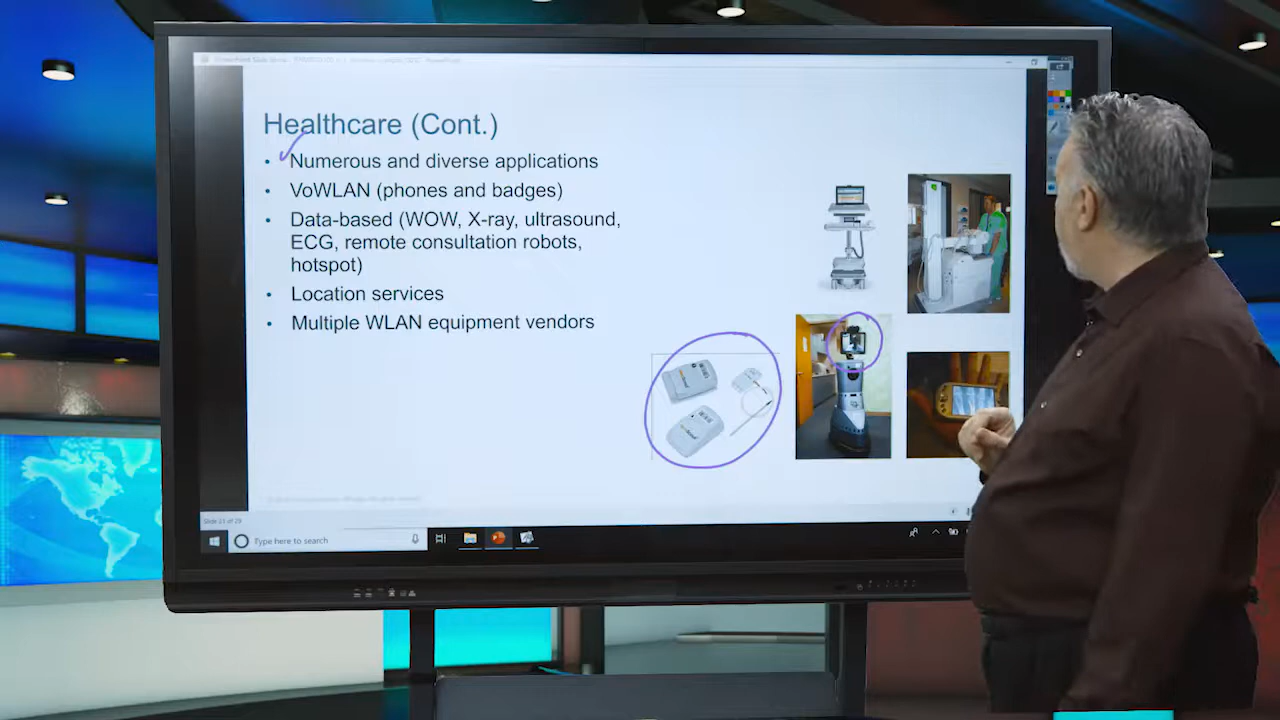 Healthcare (Cont.)
• Numerous and diverse applications
• VoWLAN (phones and badges)
• Data-based (WOW, X-ray, ultrasound,
ECG, remote consultation robots,
hotspot)
• Location services
• Multiple WLAN equipment vendors
Type here to search